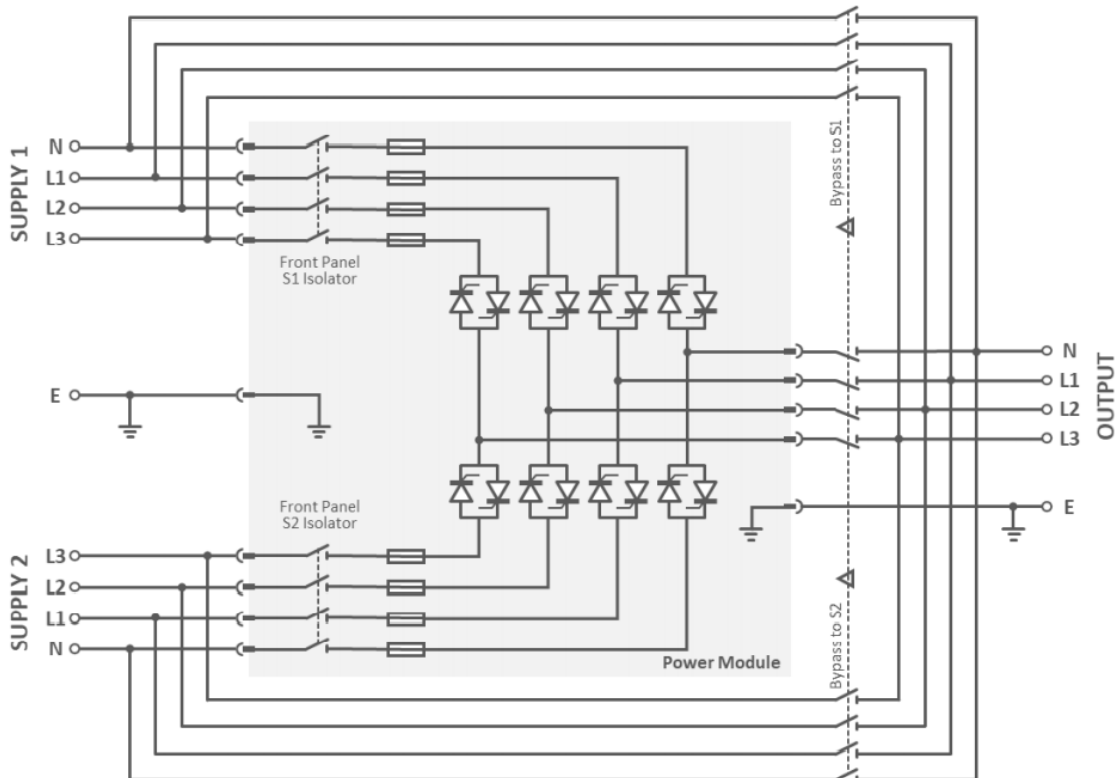 Bypass to S1
SUPPLY 1
N
L1
L2
L3
Front Panel
S1 Isolator
E
OUTPUT
N
L1
L2
L3
E
Front Panel
S2 Isolator
SUPPLY 2
L3
L2
L1
N
Power Module
Bypass to S2